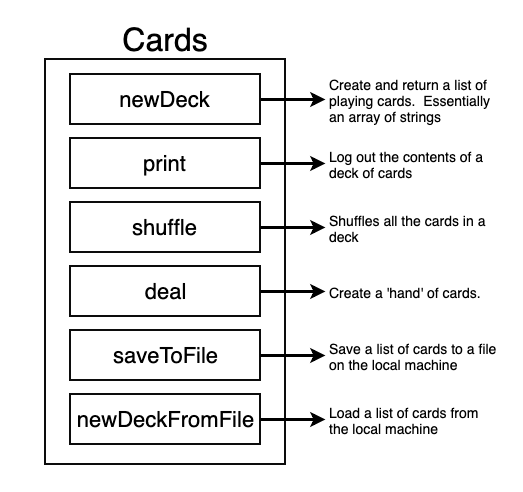 Cards
newDeck
Create and return a list of
playing cards.  Essentially
an array of strings
print
Log out the contents of a
deck of cards
shuffle
Shuffles all the cards in a
deck
deal
Create a 'hand' of cards.
saveToFile
Save a list of cards to a file
on the local machine
newDeckFromFile
Load a list of cards from
the local machine